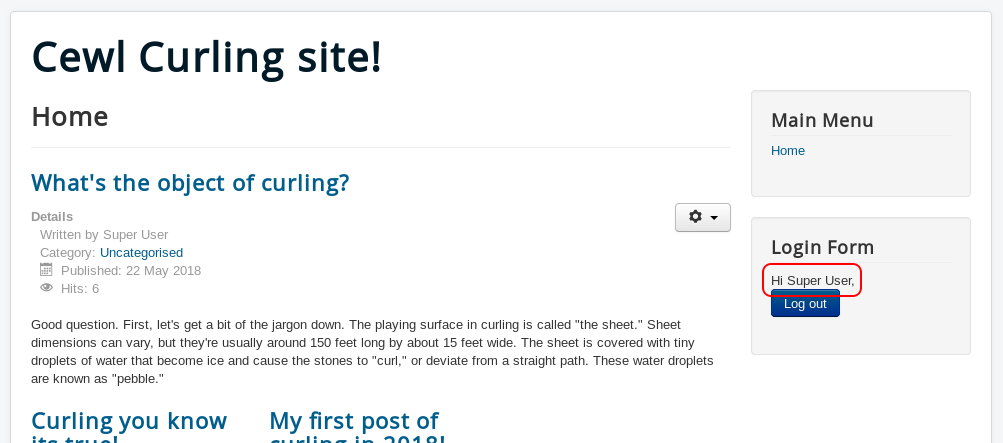 Cewl Curling site!
Home
What's the object of curling?
Details
Written by Super User
Category: Uncategorised
Published: 22 May 2018
Hits: 6
Good question. First, let's get a bit of the jargon down. The playing surface in curling is called "the sheet." Sheet
dimensions can vary, but they're usually around 150 feet long by about 15 feet wide. The sheet is covered with tiny
droplets of water that become ice and cause the stones to "curl," or deviate from a straight path. These water droplets
are known as "pebble."
Curling you know
its true!
My first post of
curling in 2018!
Main Menu
Home
Login Form
Hi Super User,
Log out